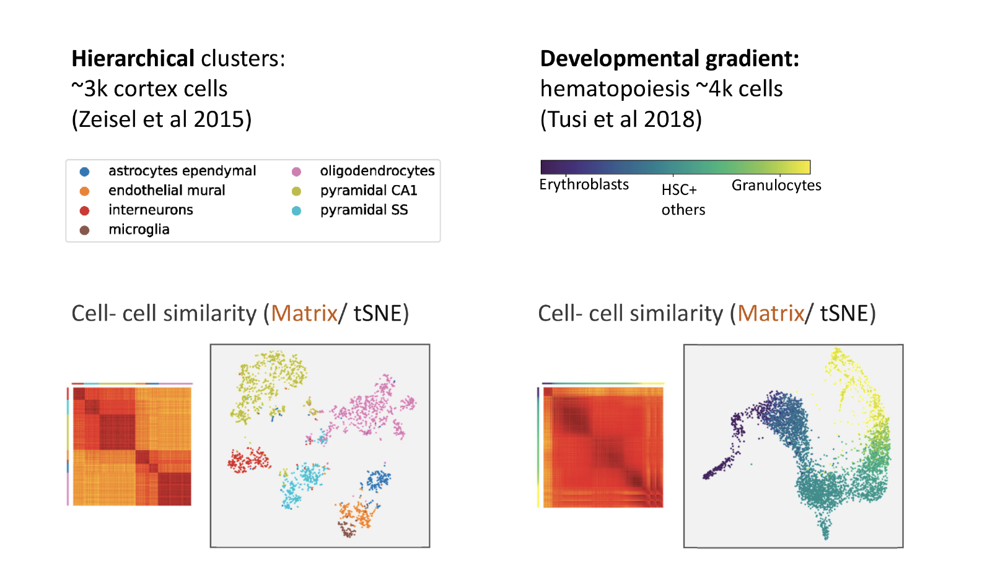 Hierarchical clusters:
~3k cortex cells
(Zeisel et al 2015)
astrocytes ependymal
endothelial mural
interneurons
microglia
oligodendrocytes
pyramidal CA1
pyramidal SS
Cell- cell similarity (Matrix/ tSNE)
Developmental gradient:
hematopoiesis ~4k cells
(Tusi et al 2018)
Erythroblasts
HSC+
others
Granulocytes
Cell- cell similarity (Matrix/ tSNE)